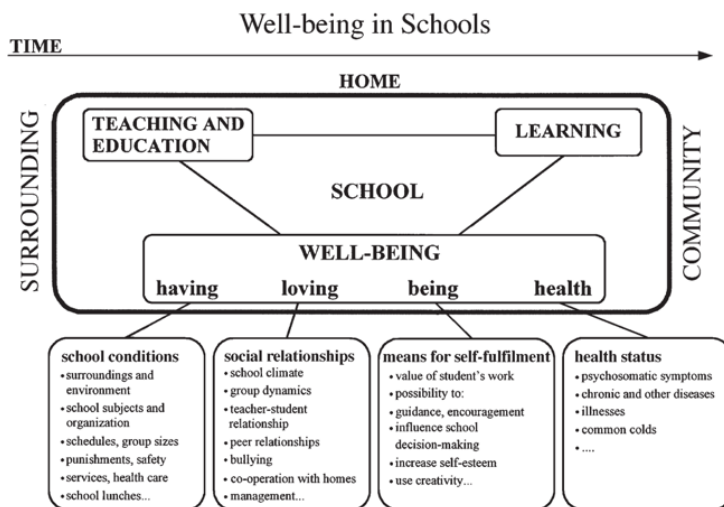 Well-being in Schools
TIME
HOME
SURROUNDING
COMMUNITY
TEACHING AND
EDUCATION
LEARNING
SCHOOL
WELL-BEING
having loving being health
school conditions
• surroundings and
environment
• school subjects and
organization
• schedules, group sizes
• punishments, safety
• services, health care
• school lunches...
social relationships
• school climate
• group dynamics
• teacher-student
relationship
• peer relationships
• bullying
• co-operation with homes
• management...
means for self-fulfilment
• value of student's work
• possibility to:
• guidance, encouragement
• influence school
decision-making
• increase self-esteem
• use creativity...
health status
• psychosomatic symptoms
• chronic and other diseases
• illnesses
• common colds
• ....